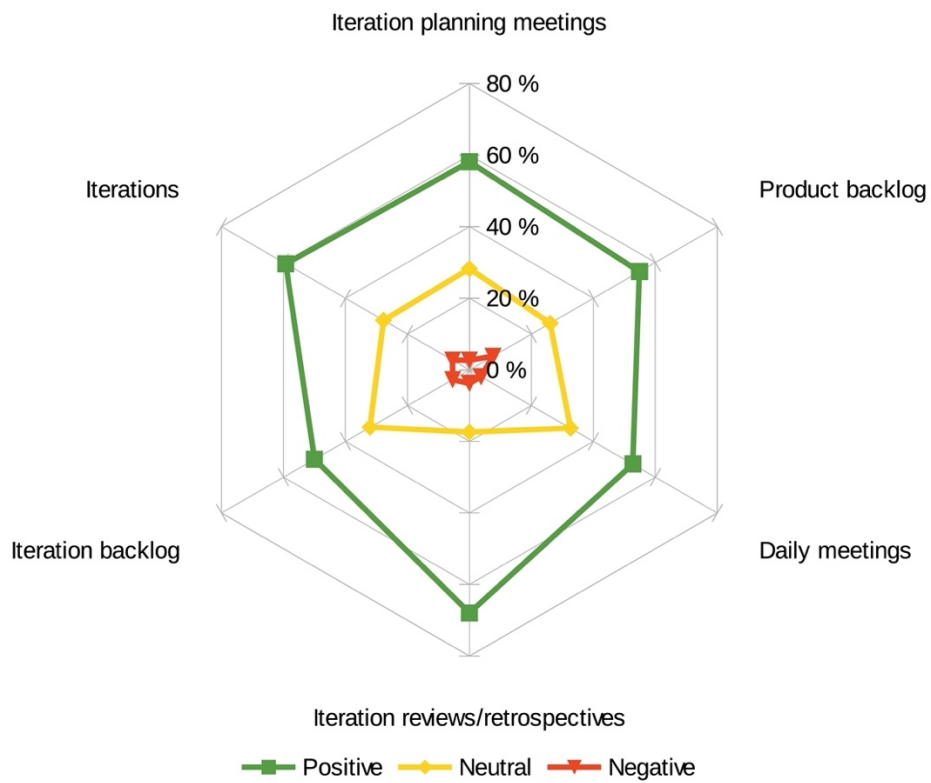 Iteration planning meetings
80 %
60 %
Iterations
Product backlog
40 %
20 %
0 %
Iteration backlog
Daily meetings
Iteration reviews/retrospectives
Positive Neutral Negative